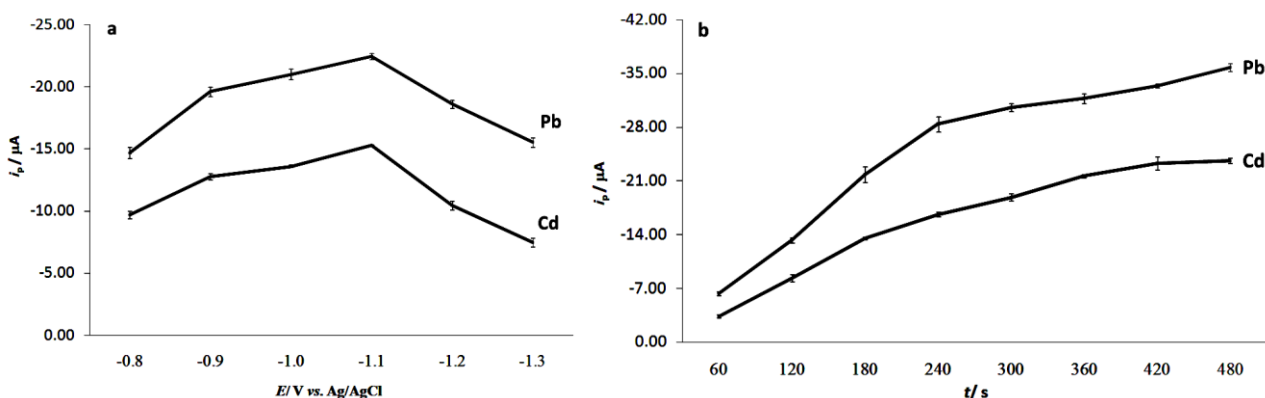 a
-25.00
-20.00
-15.00
-10.00
-5.00
0.00
iₚ / μA
Pb
Cd
-0.8 -0.9 -1.0 -1.1 -1.2 -1.3
E/ V vs. Ag/AgCl
b
-42.00
-35.00
-28.00
-21.00
-14.00
-7.00
0.00
iₚ / μA
Pb
Cd
60 120 180 240 300 360 420 480
t/ s